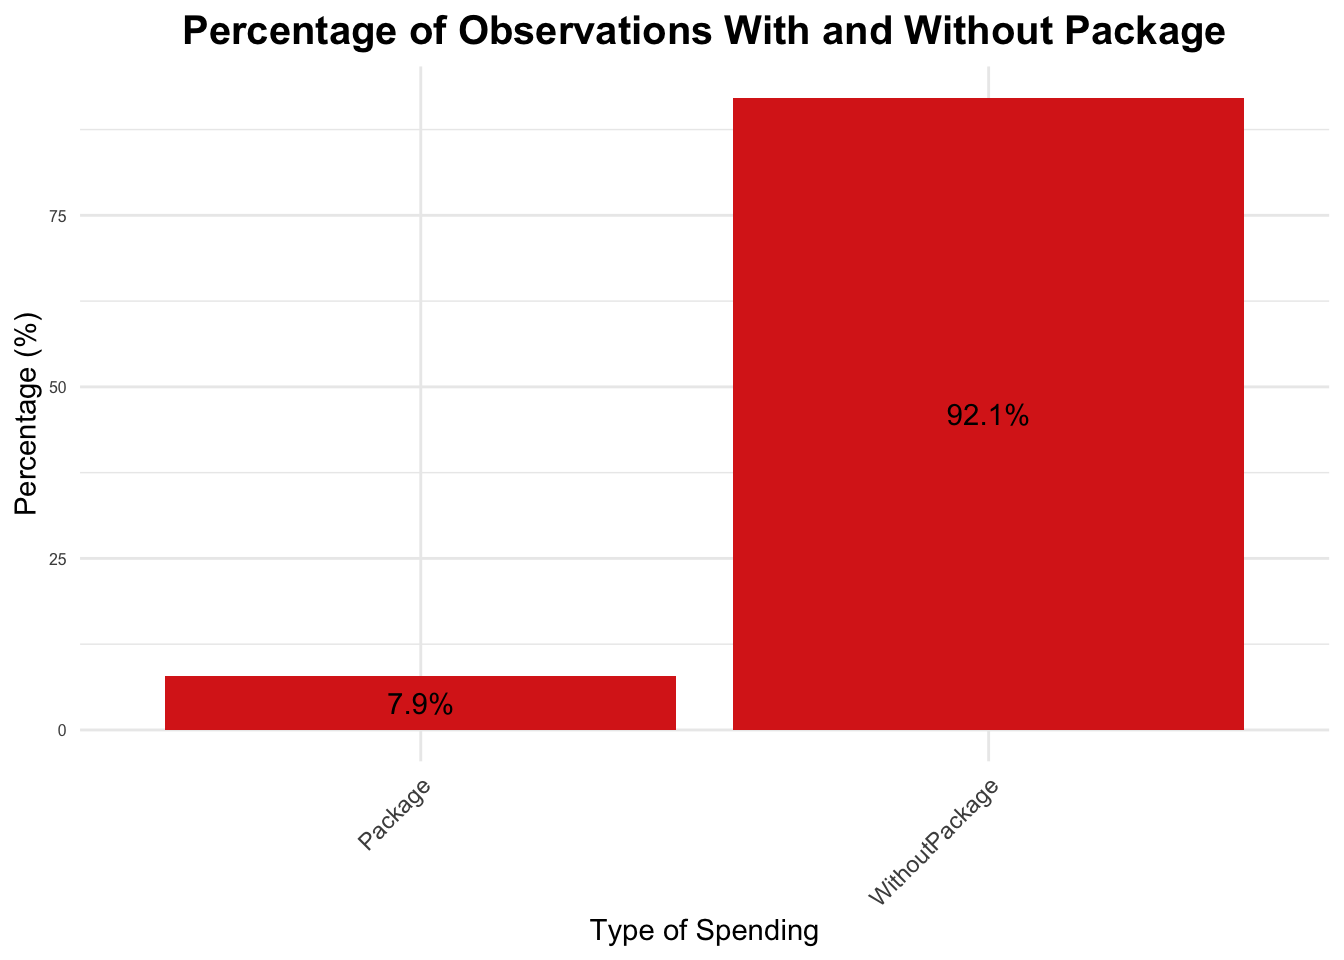 Percentage of Observations With and Without Package
Percentage (%)
75
50
25
0
92.1%
7.9%
Package
WithoutPackage
Type of Spending